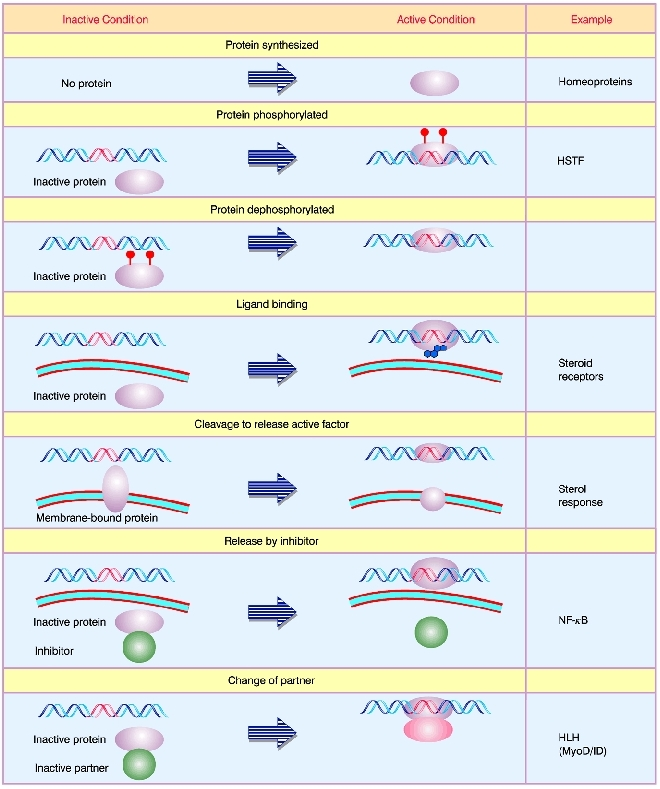 Inactive Condition
Active Condition
Example
Protein synthesized
No protein
Homeoproteins
Protein phosphorylated
HSTF
Inactive protein
Protein dephosphorylated
Inactive protein
Ligand binding
Steroid
receptors
Inactive protein
Cleavage to release active factor
Sterol
response
Membrane-bound protein
Release by inhibitor
Inactive protein
NF-κB
Inhibitor
Change of partner
Inactive protein
HLH
(MyoD/ID)
Inactive partner